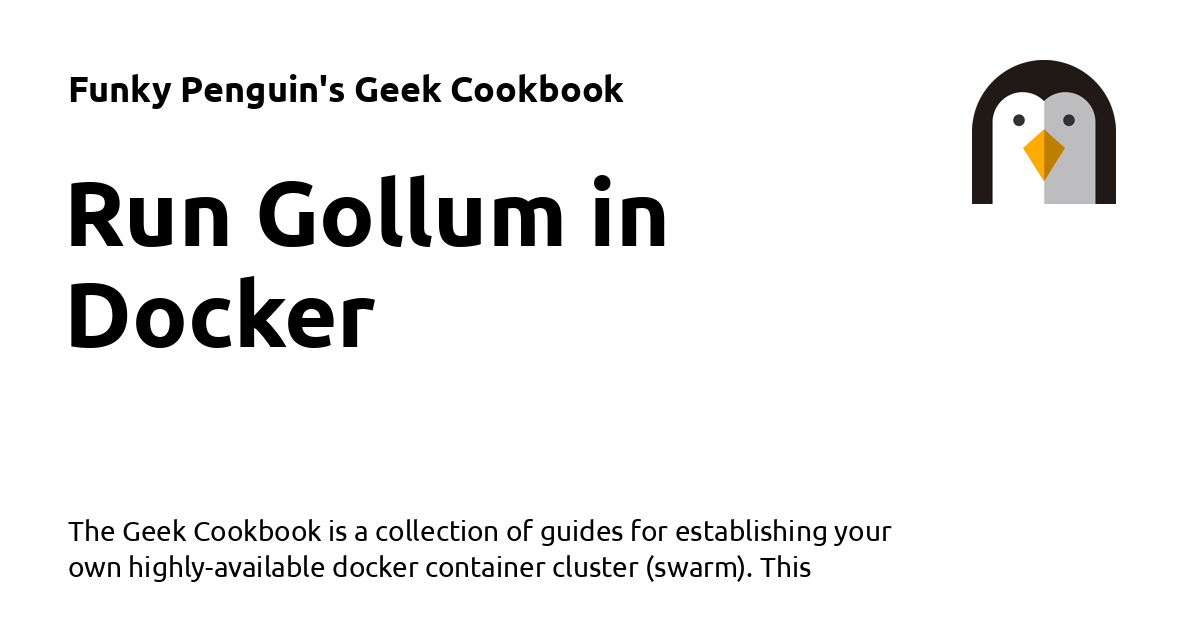 Funky Penguin's Geek Cookbook
Run Gollum in
Docker
The Geek Cookbook is a collection of guides for establishing your
own highly-available docker container cluster (swarm). This